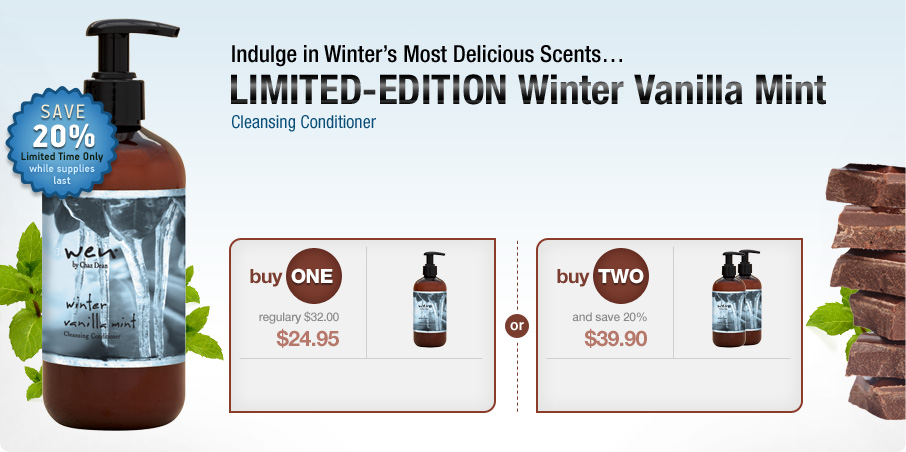 Indulge in Winter's Most Delicious Scents...
LIMITED-EDITION Winter Vanilla Mint
Cleansing Conditioner
SAVE
20%
Limited Time Only
while supplies
last
wen
by Chaz Dean
winter
vanilla mint
Cleansing Conditioner
buy ONE
regulary $32.00
$24.95
or
buy TWO
and save 20%
$39.90